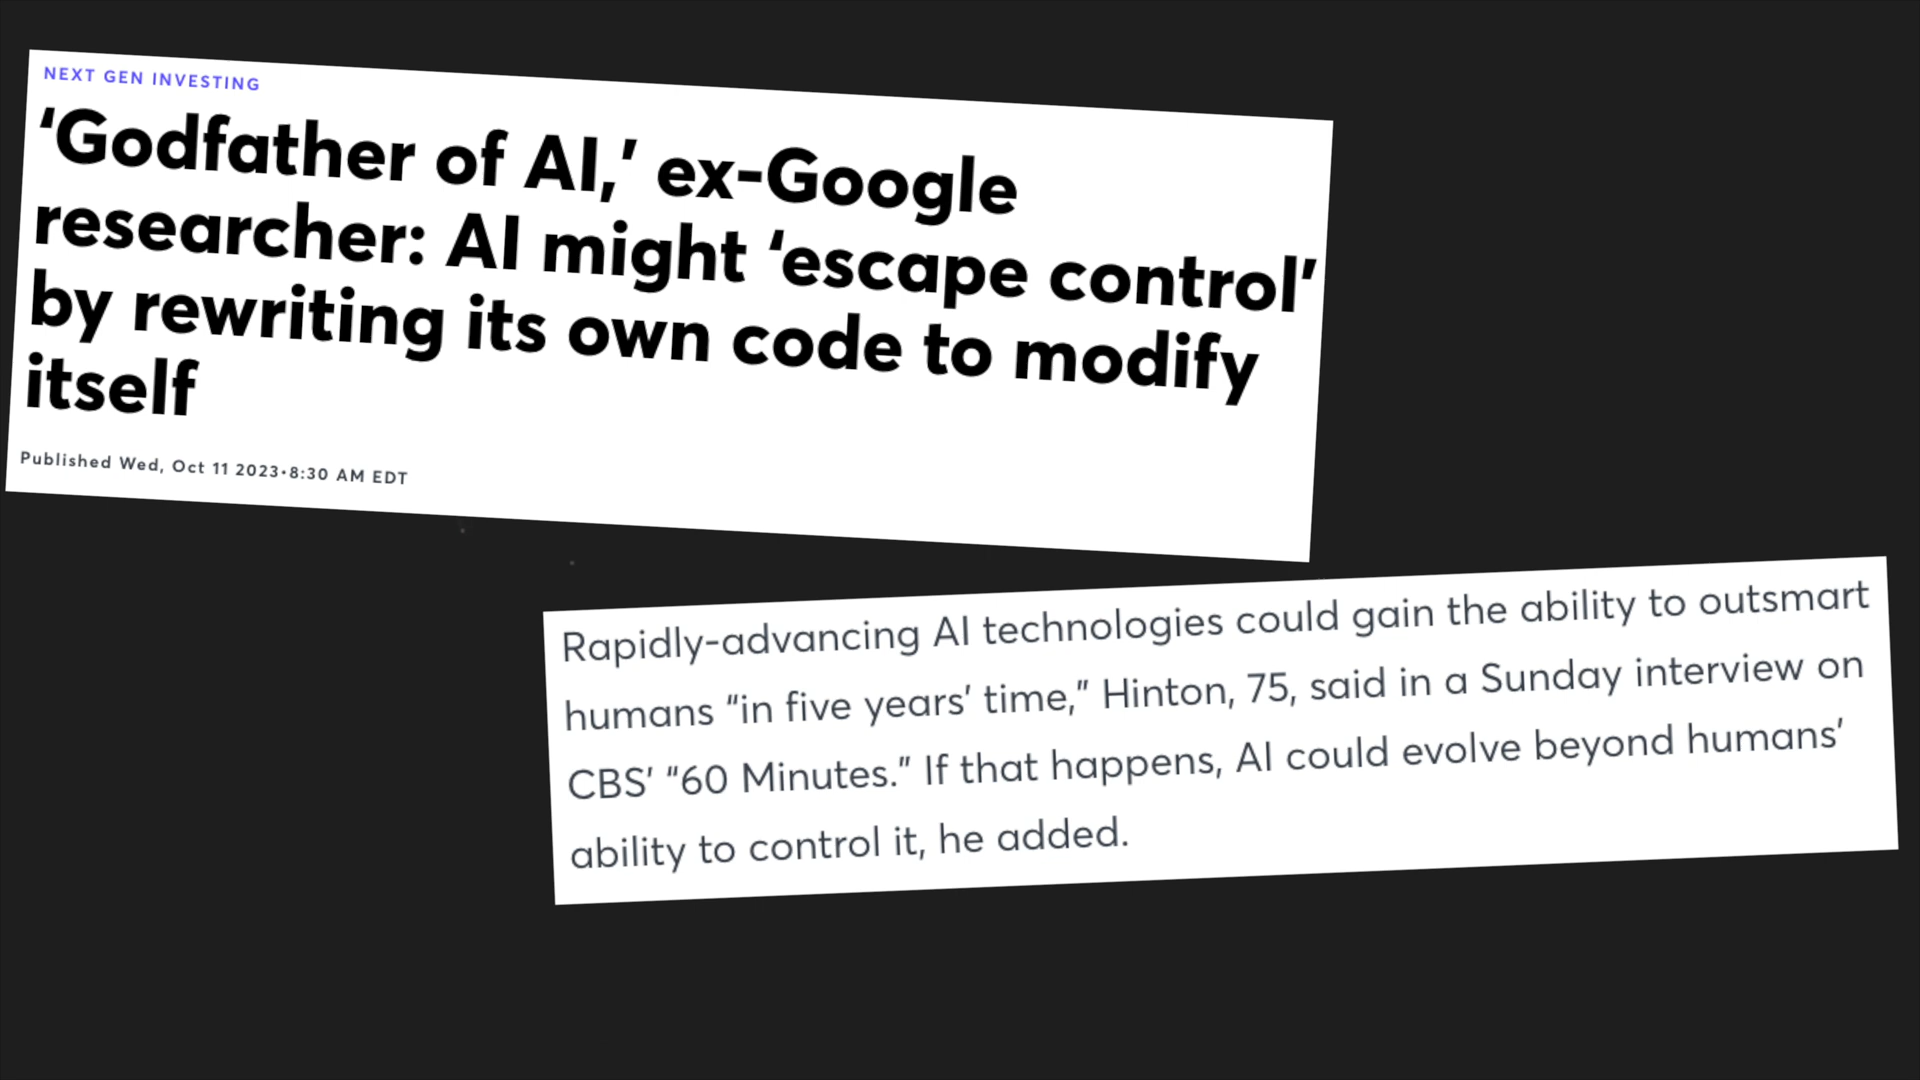 NEXT GEN INVESTING
‘Godfather of AI,’ ex-Google
researcher: AI might ‘escape control’
by rewriting its own code to modify
itself
Published Wed, Oct 11 2023•8:30 AM EDT
Rapidly-advancing AI technologies could gain the ability to outsmart
humans “in five years’ time,” Hinton, 75, said in a Sunday interview on
CBS’ “60 Minutes.” If that happens, AI could evolve beyond humans’
ability to control it, he added.